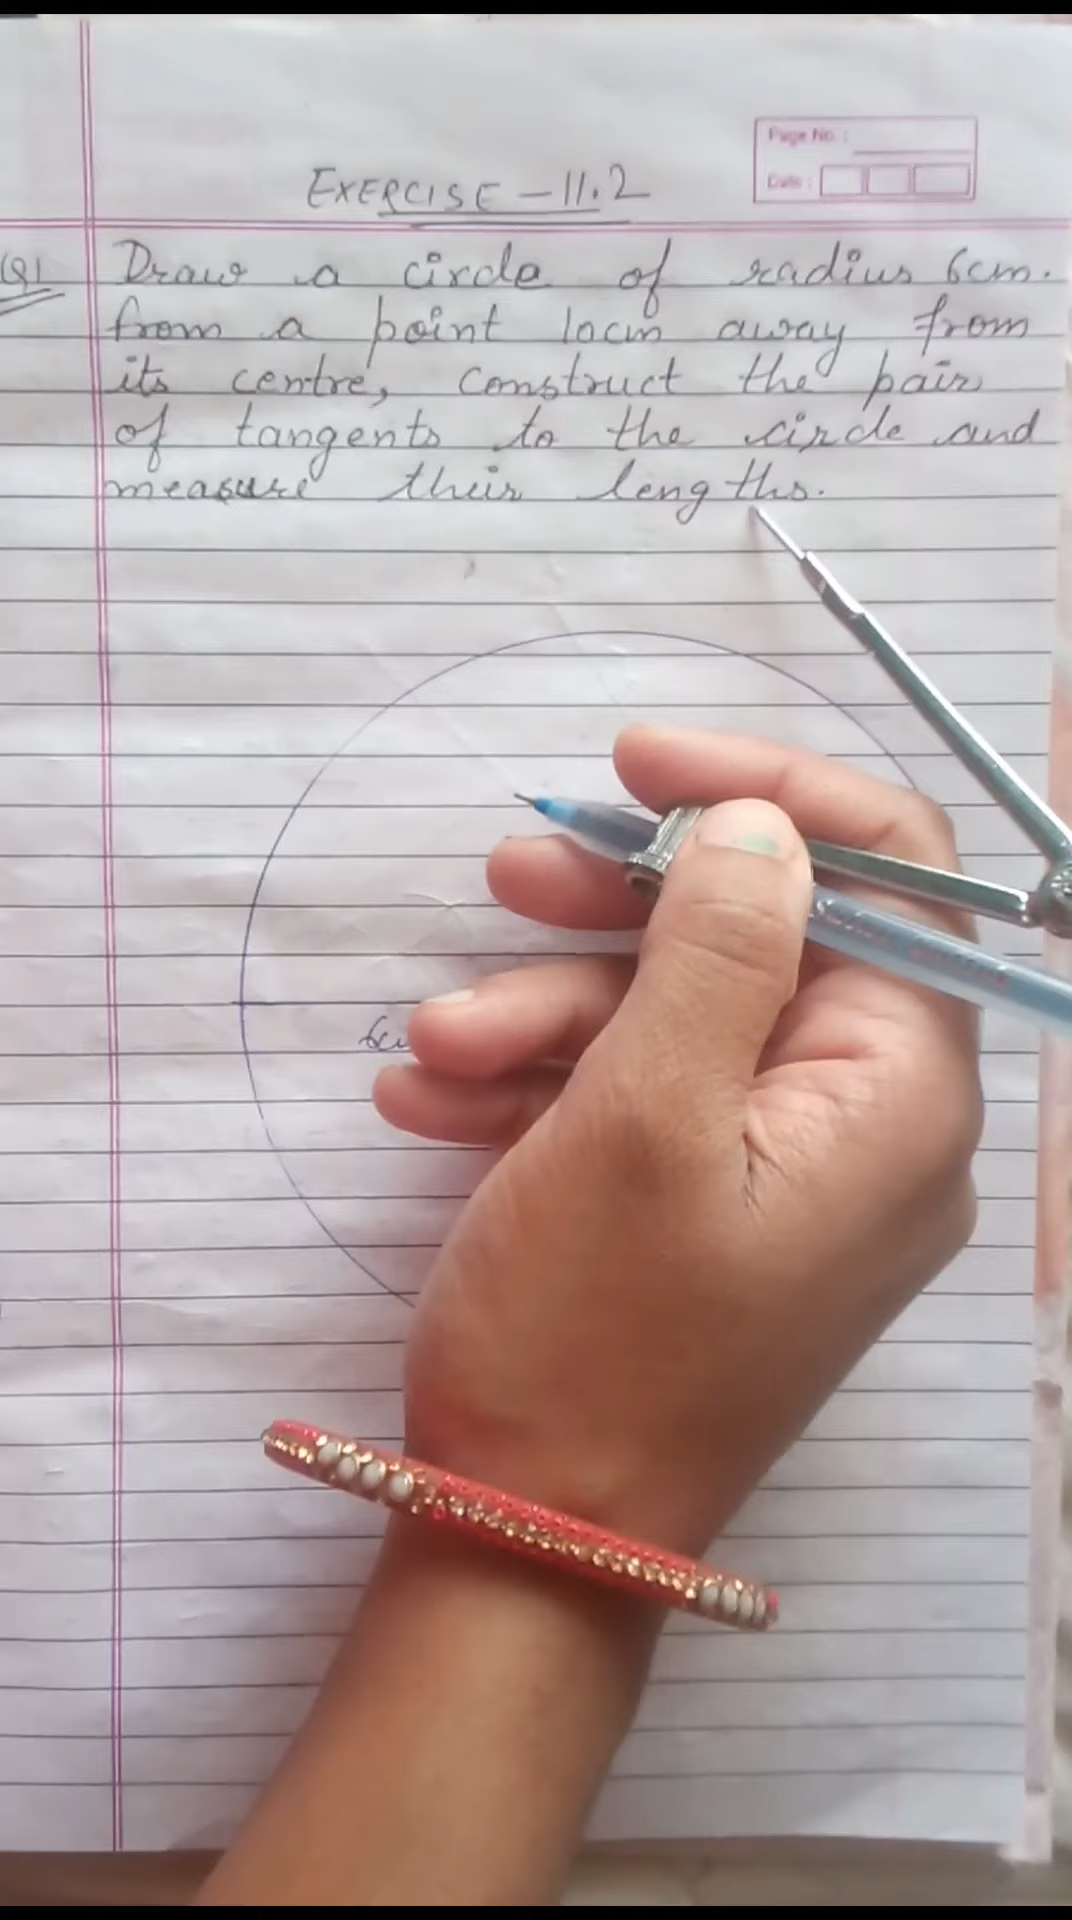 Page No. :
Date :
EXERCISE - 11.2
Q1 Draw a circle of radius 6cm.
from a point 10cm away from
its centre, construct the pair
of tangents to the circle and
measure their lengths.